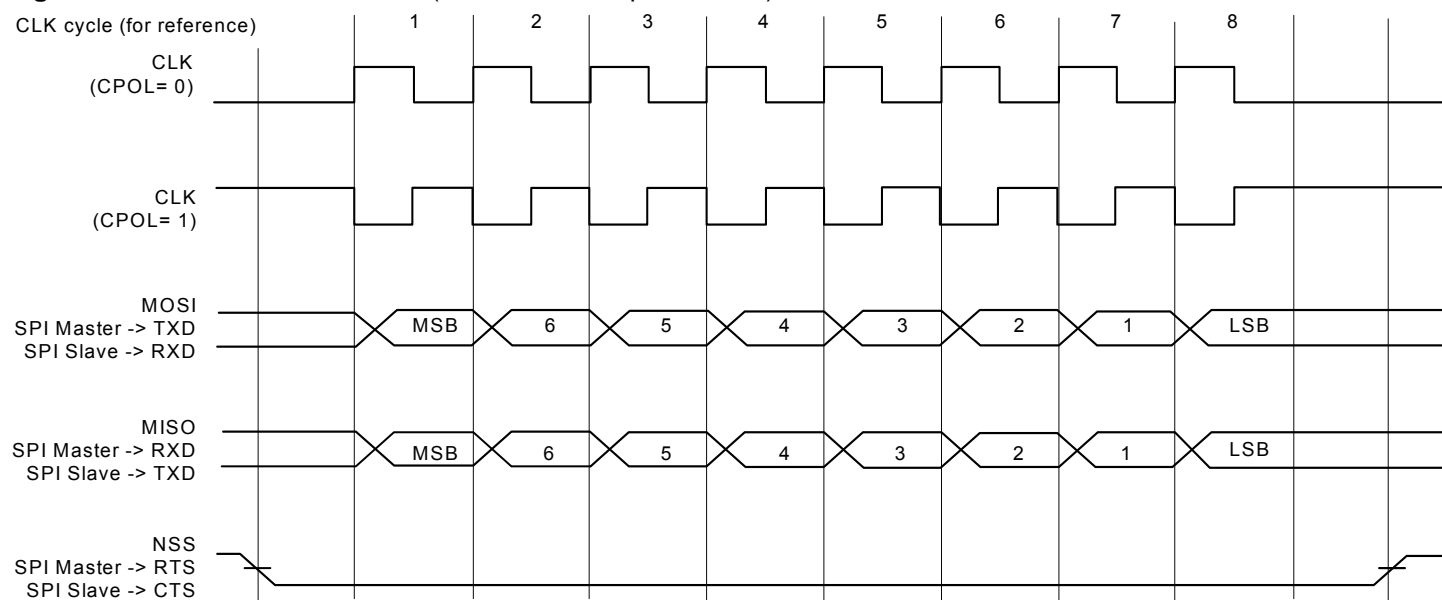 CLK cycle (for reference)
1 2 3 4 5 6 7 8
CLK
(CPOL= 0)
CLK
(CPOL= 1)
MOSI
SPI Master -> TXD
SPI Slave -> RXD
MSB 6 5 4 3 2 1 LSB
MISO
SPI Master -> RXD
SPI Slave -> TXD
MSB 6 5 4 3 2 1 LSB
NSS
SPI Master -> RTS
SPI Slave -> CTS